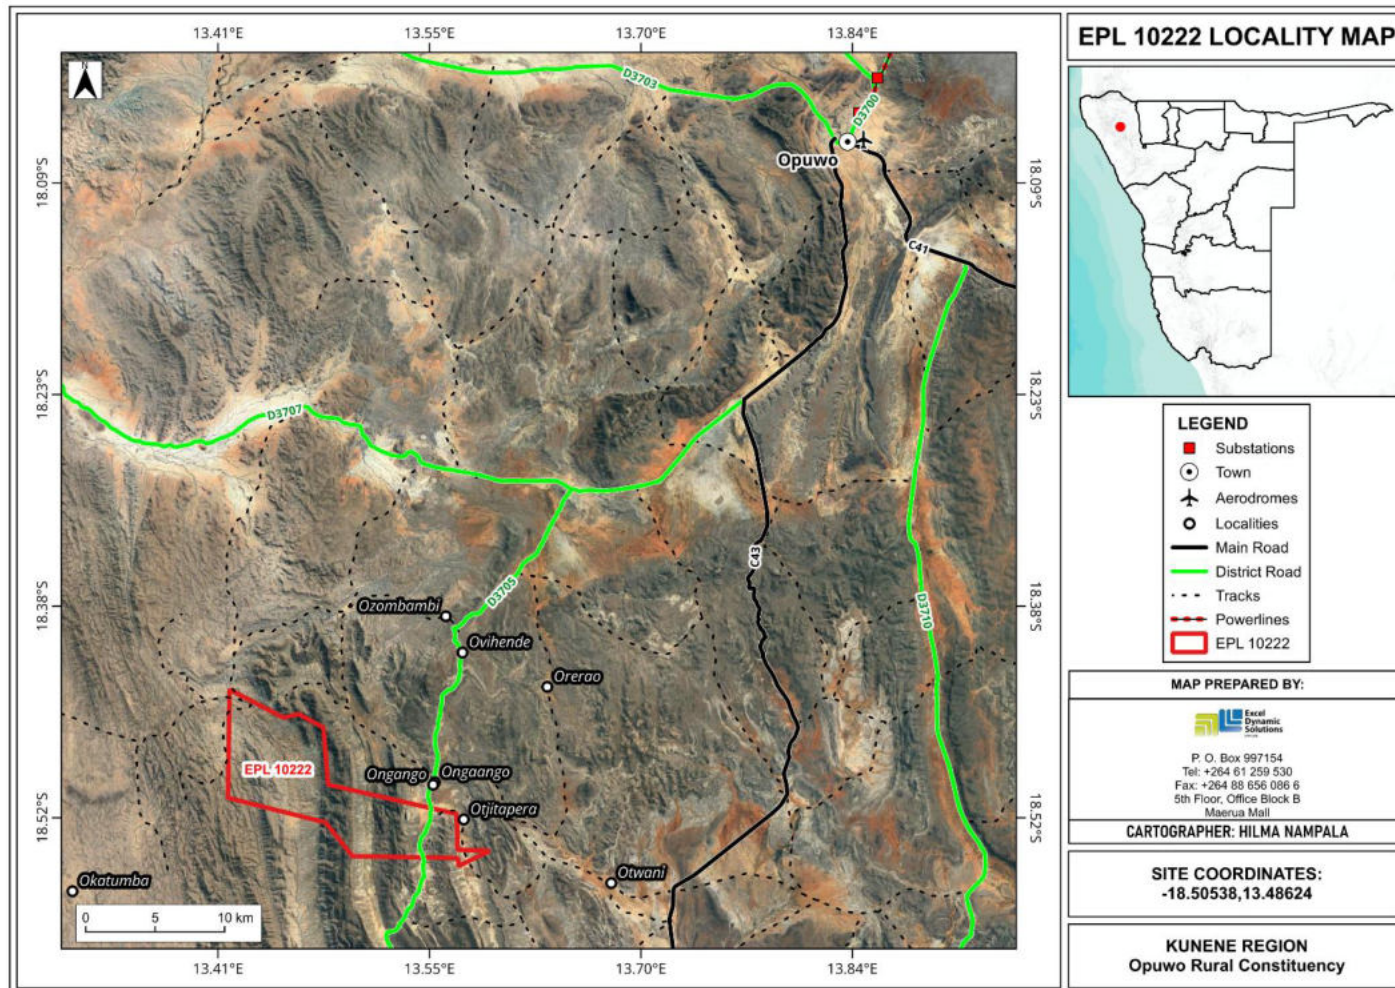 EPL 10222 LOCALITY MAP
13.41°E 13.55°E 13.70°E 13.84°E
N
D3703
D3700
Opuwo
18.09°S 18.09°S
C41
18.23°S 18.23°S
D3707
C43
D3705
D3710
18.38°S 18.38°S
Ozombambi
Ovihende
Orerao
EPL 10222
Ongango Ongaango
Otjitapera
18.52°S 18.52°S
Otwani
Okatumba
0 5 10 km
13.41°E 13.55°E 13.70°E 13.84°E
LEGEND
Substations
Town
Aerodromes
Localities
Main Road
District Road
Tracks
Powerlines
EPL 10222
MAP PREPARED BY:
Excel
Dynamic
Solutions
P. O. Box 997154
Tel: +264 61 259 530
Fax: +264 88 656 086 6
5th Floor, Office Block B
Maerua Mall
CARTOGRAPHER: HILMA NAMPALA
SITE COORDINATES:
-18.50538,13.48624
KUNENE REGION
Opuwo Rural Constituency